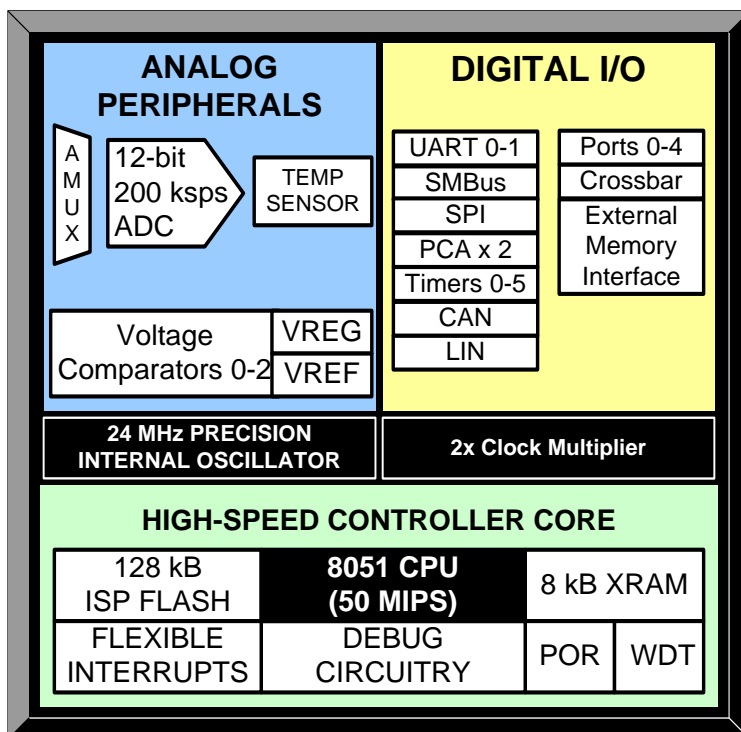 ANALOG
PERIPHERALS
A
M
U
X
12-bit
200 ksps
ADC
TEMP
SENSOR
Voltage
Comparators 0-2
VREG
VREF
DIGITAL I/O
UART 0-1
SMBus
SPI
PCA x 2
Timers 0-5
CAN
LIN
Ports 0-4
Crossbar
External
Memory
Interface
24 MHz PRECISION
INTERNAL OSCILLATOR
2x Clock Multiplier
HIGH-SPEED CONTROLLER CORE
128 kB
ISP FLASH
8051 CPU
(50 MIPS)
8 kB XRAM
FLEXIBLE
INTERRUPTS
DEBUG
CIRCUITRY
POR
WDT